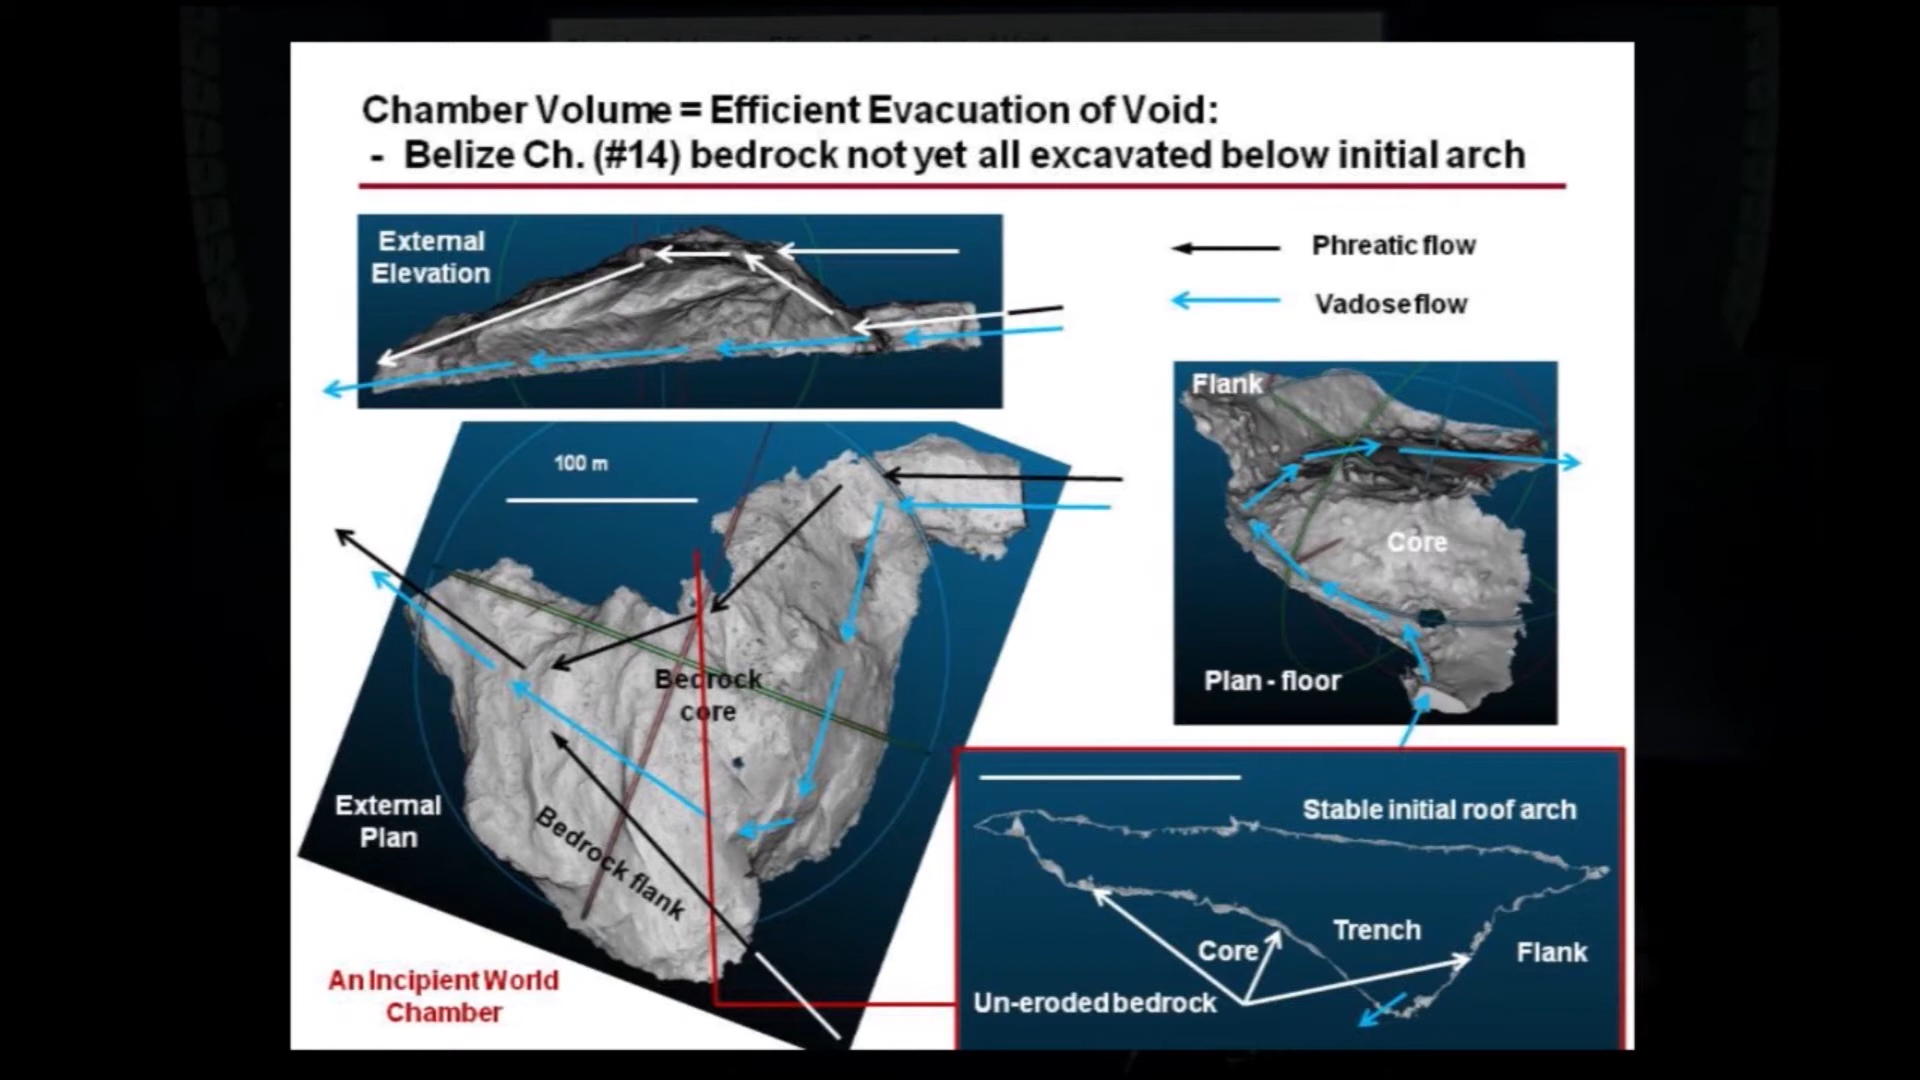 Chamber Volume = Efficient Evacuation of Void:
- Belize Ch. (#14) bedrock not yet all excavated below initial arch
External
Elevation
Phreatic flow
Vadose flow
Flank
Core
Plan - floor
100 m
Bedrock
core
Bedrock flank
External
Plan
An Incipient World
Chamber
Stable initial roof arch
Trench
Core
Flank
Un-eroded bedrock